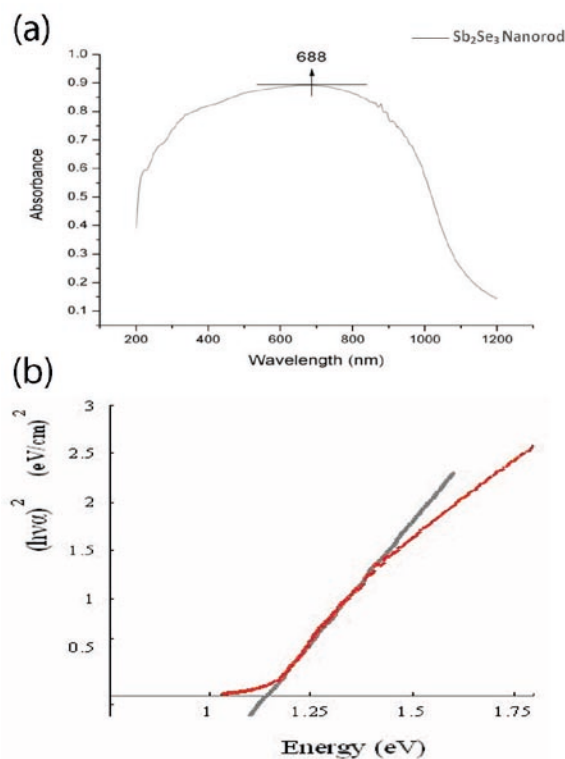 (a)
Sb₂Se₃ Nanorod
688
1.0
0.9
0.8
0.7
0.6
0.5
0.4
0.3
0.2
0.1
Absorbance
200 400 600 800 1000 1200
Wavelength (nm)
(b)
3
2.5
2
1.5
1
0.5
(hνα)² (eV/cm)²
1 1.25 1.5 1.75
Energy (eV)